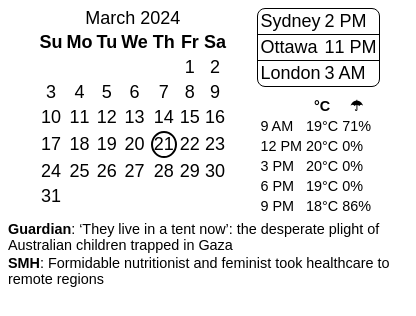 March 2024
Su Mo Tu We Th Fr Sa
1 2
3 4 5 6 7 8 9
10 11 12 13 14 15 16
17 18 19 20 21 22 23
24 25 26 27 28 29 30
31
Sydney 2 PM
Ottawa 11 PM
London 3 AM
°C ☂
9 AM 19°C 71%
12 PM 20°C 0%
3 PM 20°C 0%
6 PM 19°C 0%
9 PM 18°C 86%
Guardian: ‘They live in a tent now’: the desperate plight of
Australian children trapped in Gaza
SMH: Formidable nutritionist and feminist took healthcare to
remote regions